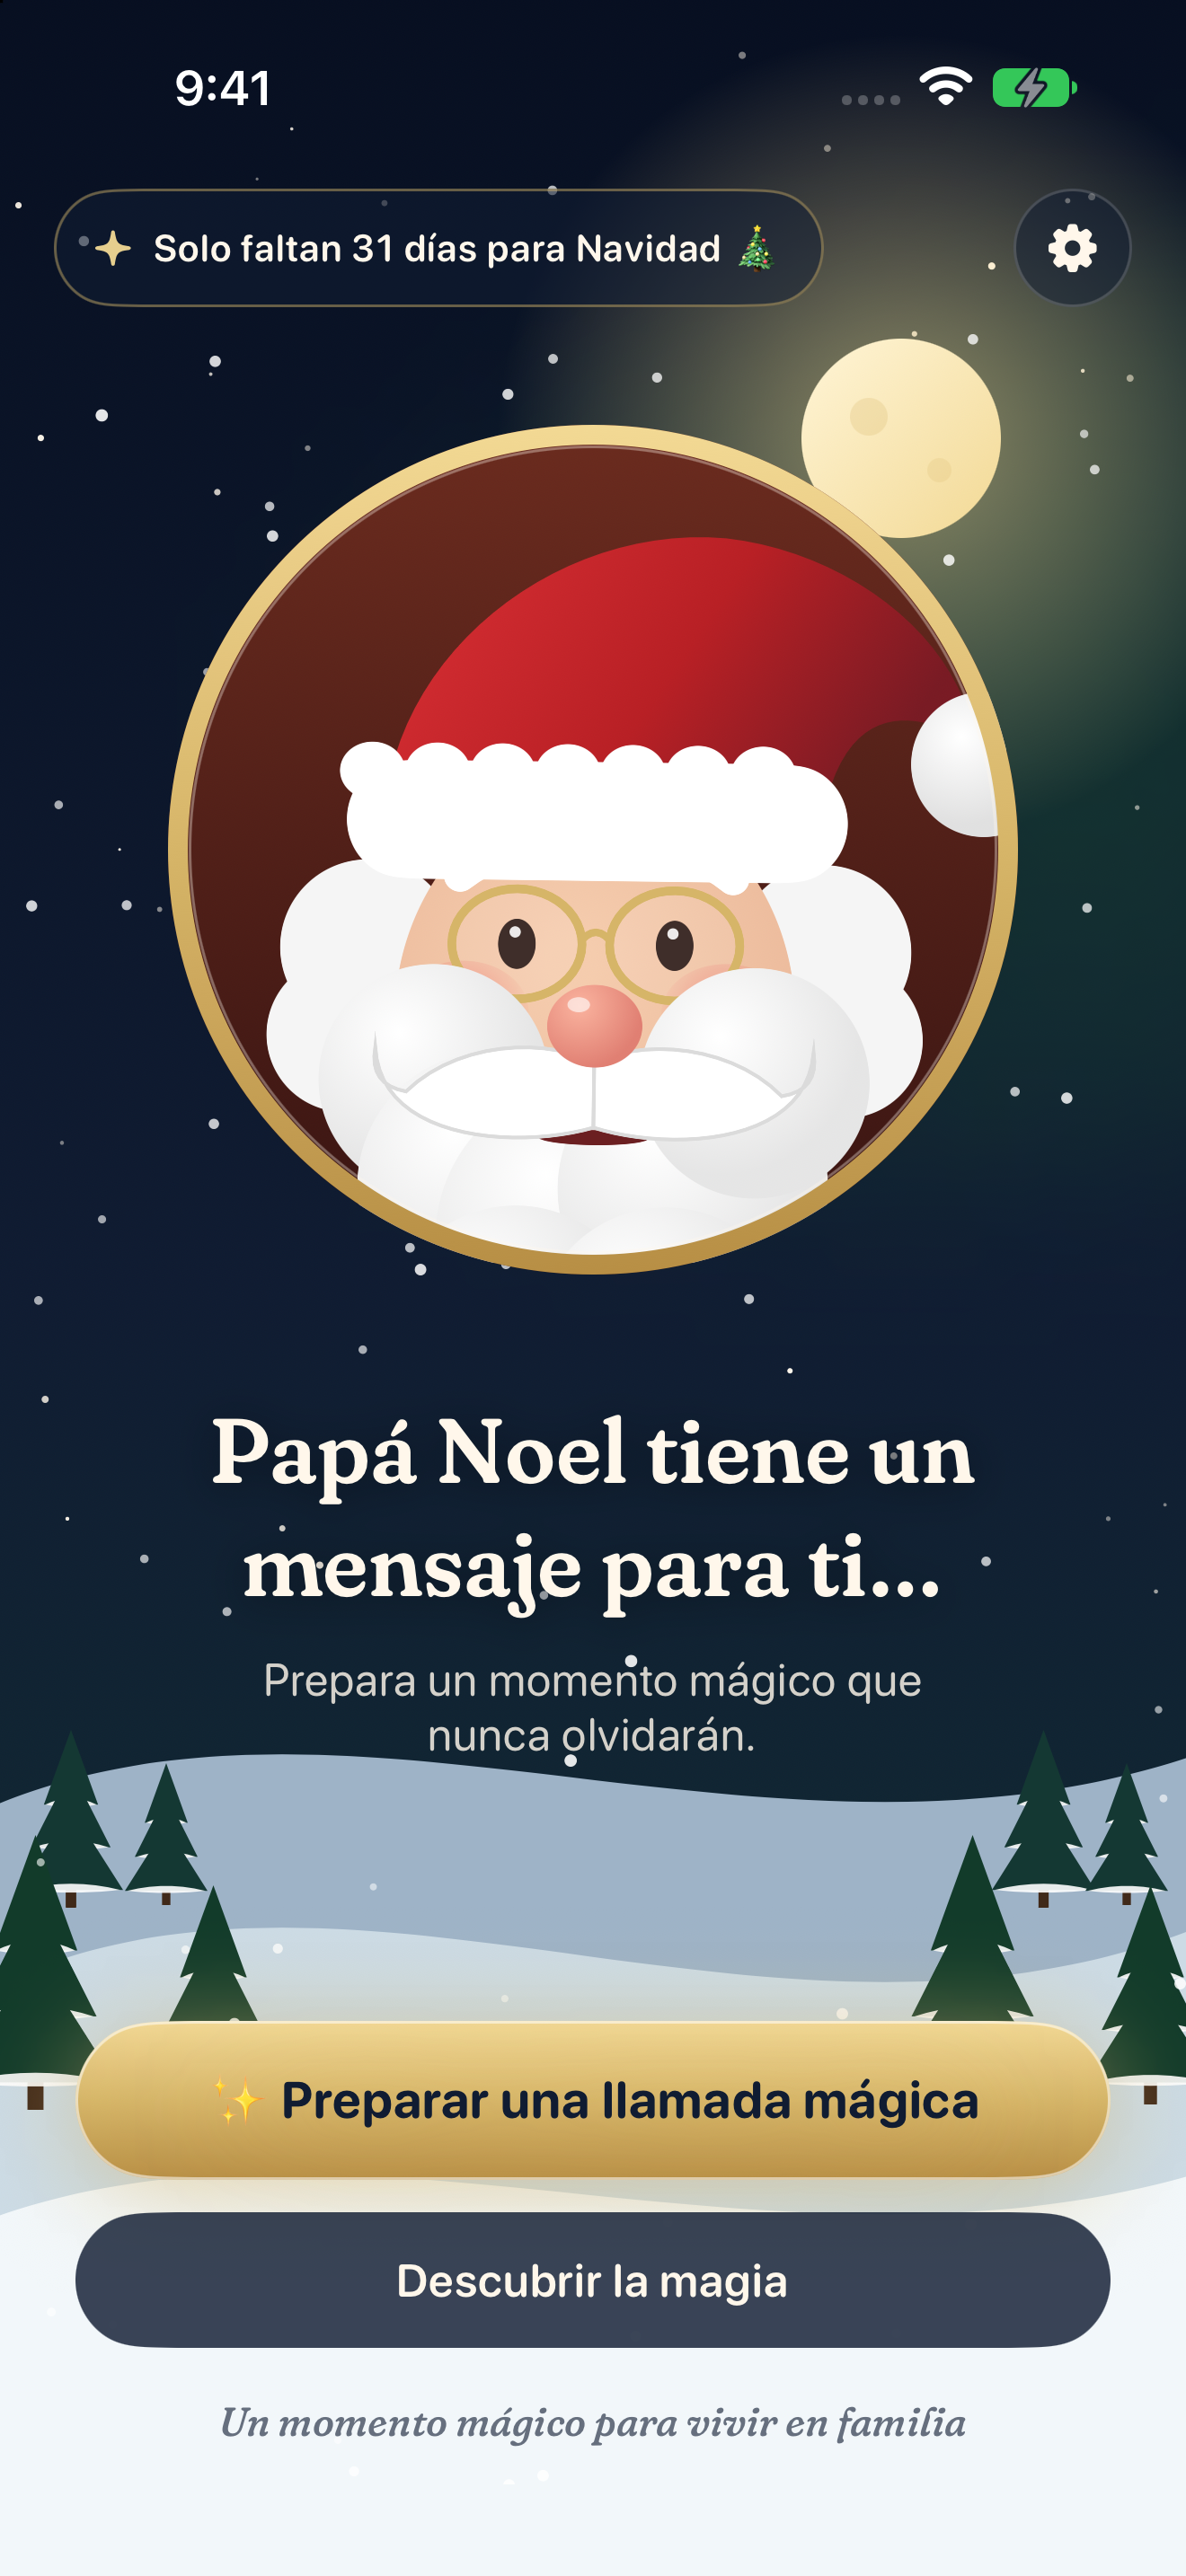 9:41
Solo faltan 31 días para Navidad 🎄
Papá Noel tiene un
mensaje para ti...
Prepara un momento mágico que
nunca olvidarán.
✨ Preparar una llamada mágica
Descubrir la magia
Un momento mágico para vivir en familia